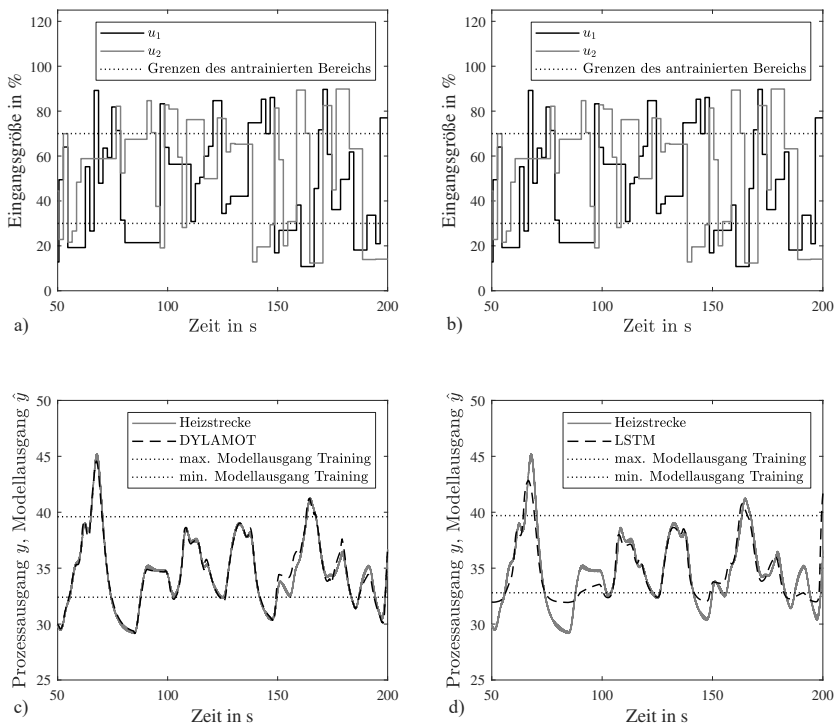 120
100
80
60
40
20
0
50
100
150
200
Eingangsgröße in %
Zeit in s
u₁
u₂
Grenzen des antrainierten Bereichs
a)
120
100
80
60
40
20
0
50
100
150
200
Eingangsgröße in %
Zeit in s
u₁
u₂
Grenzen des antrainierten Bereichs
b)
50
45
40
35
30
25
50
100
150
200
Prozessausgang y, Modellausgang ŷ
Zeit in s
Heizstrecke
DYLAMOT
max. Modellausgang Training
min. Modellausgang Training
c)
50
45
40
35
30
25
50
100
150
200
Prozessausgang y, Modellausgang ŷ
Zeit in s
Heizstrecke
LSTM
max. Modellausgang Training
min. Modellausgang Training
d)